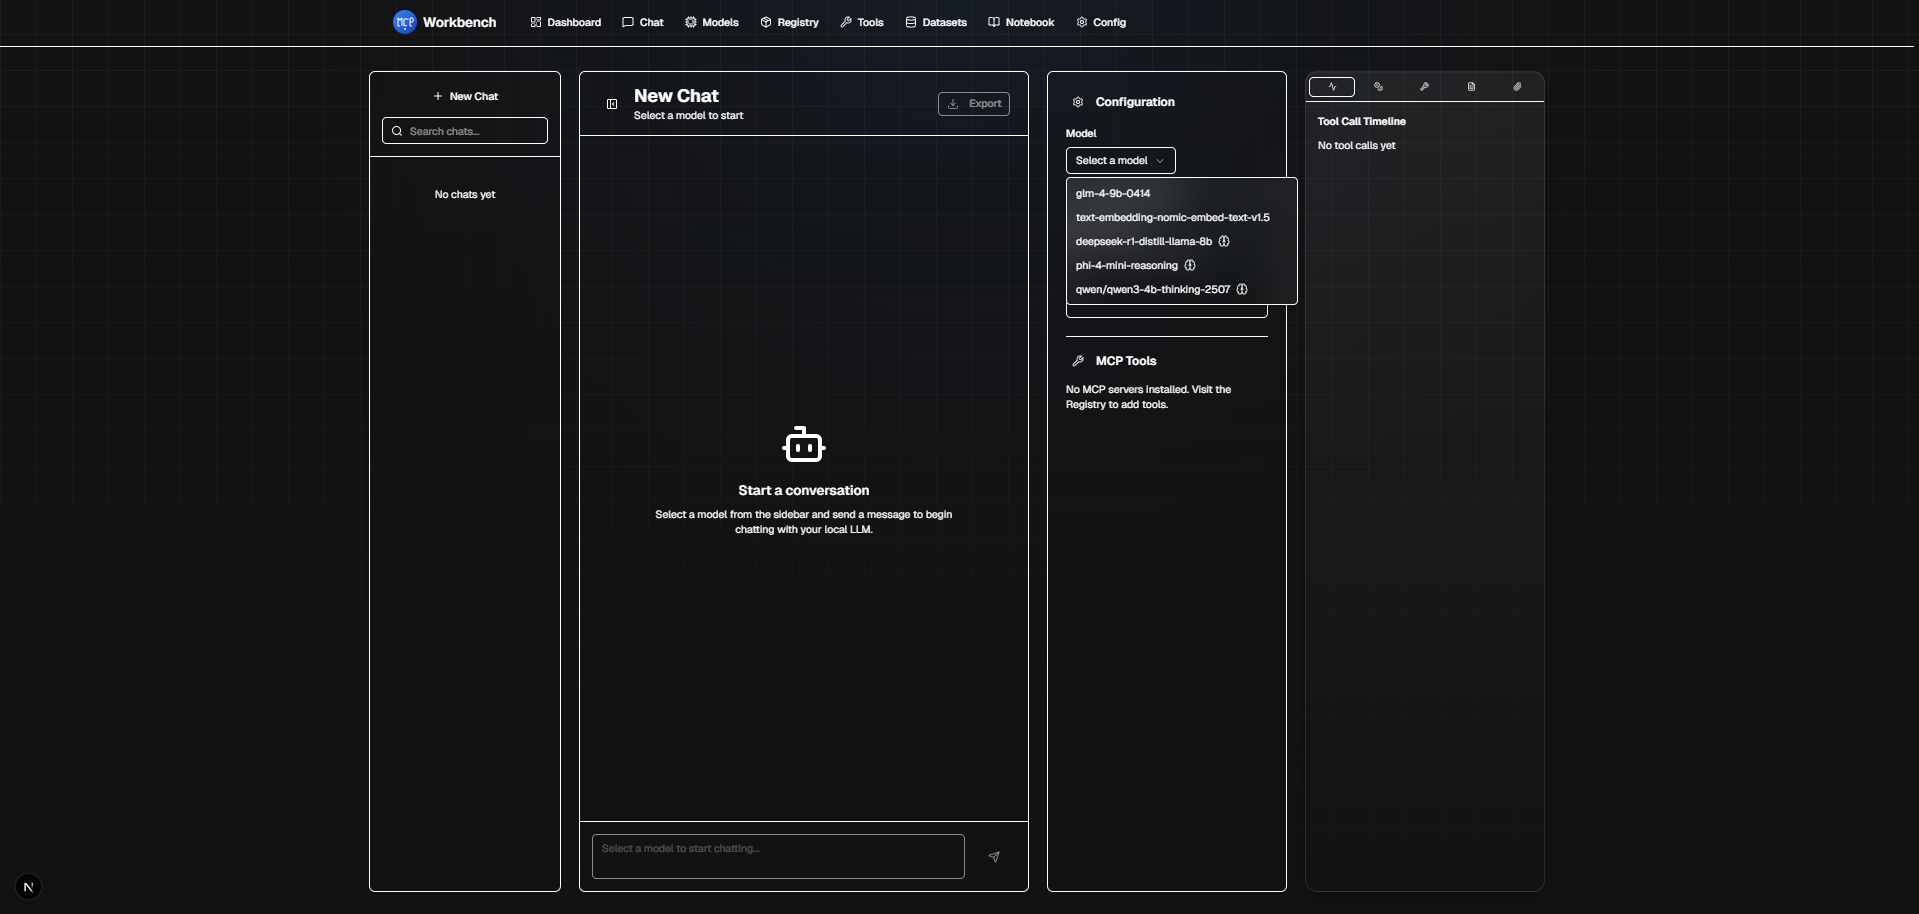 MCP Workbench
Dashboard
Chat
Models
Registry
Tools
Datasets
Notebook
Config
New Chat
Search chats...
No chats yet
New Chat
Select a model to start
Export
Start a conversation
Select a model from the sidebar and send a message to begin
chatting with your local LLM.
Select a model to start chatting...
Configuration
Model
Select a model
glm-4-9b-0414
text-embedding-nomic-embed-text-v1.5
deepseek-r1-distill-llama-8b
phi-4-mini-reasoning
qwen/qwen3-4b-thinking-2507
MCP Tools
No MCP servers installed. Visit the
Registry to add tools.
Tool Call Timeline
No tool calls yet
N